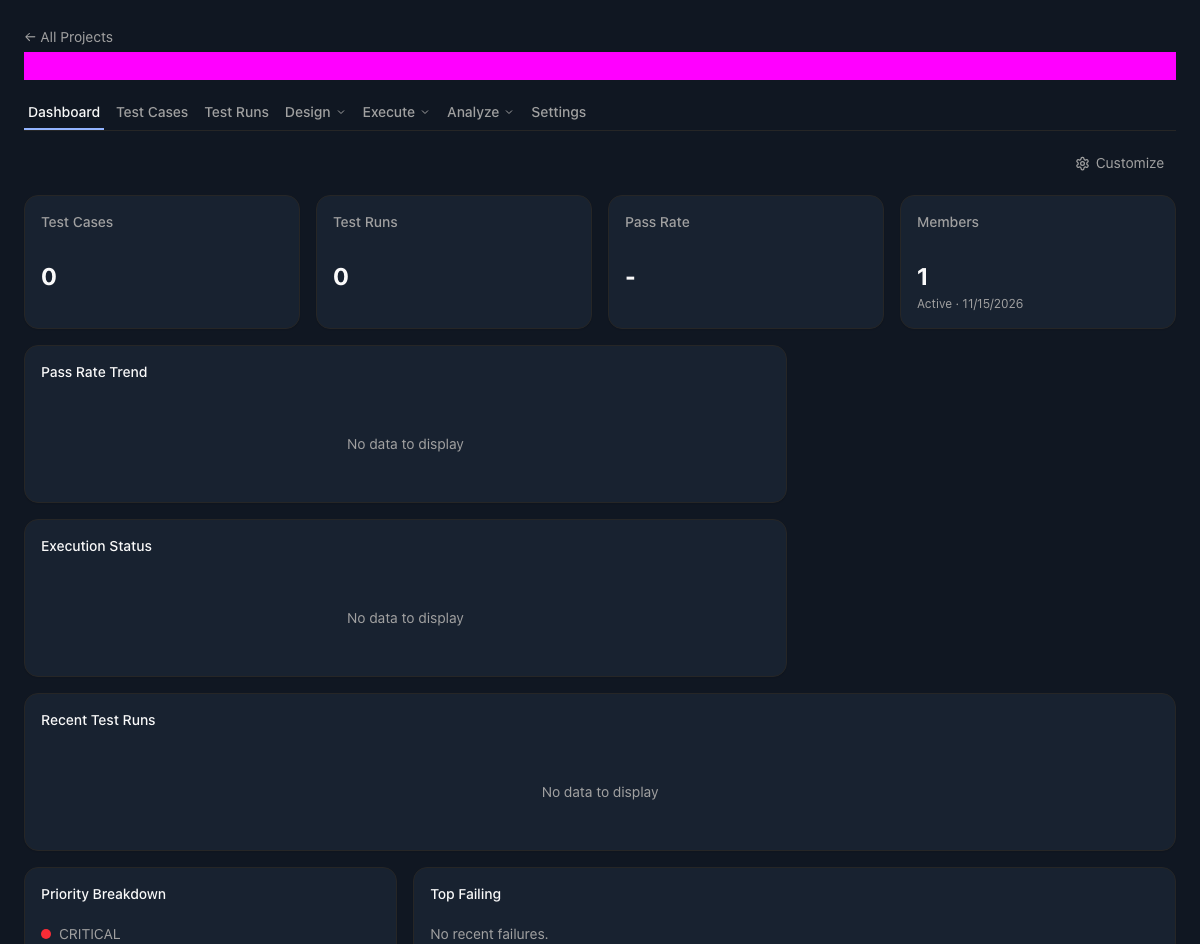 ← All Projects
Dashboard Test Cases Test Runs Design Execute Analyze Settings
Customize
Test Cases
0
Test Runs
0
Pass Rate
-
Members
1
Active · 11/15/2026
Pass Rate Trend
No data to display
Execution Status
No data to display
Recent Test Runs
No data to display
Priority Breakdown
CRITICAL
Top Failing
No recent failures.